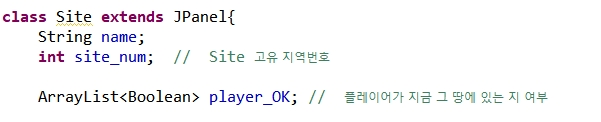 class Site extends JPanel{
String name;
int site_num;  //  Site 고유 지역번호
ArrayList<Boolean> player_OK; //  플레이어가 지금 그 땅에 있는 지 여부